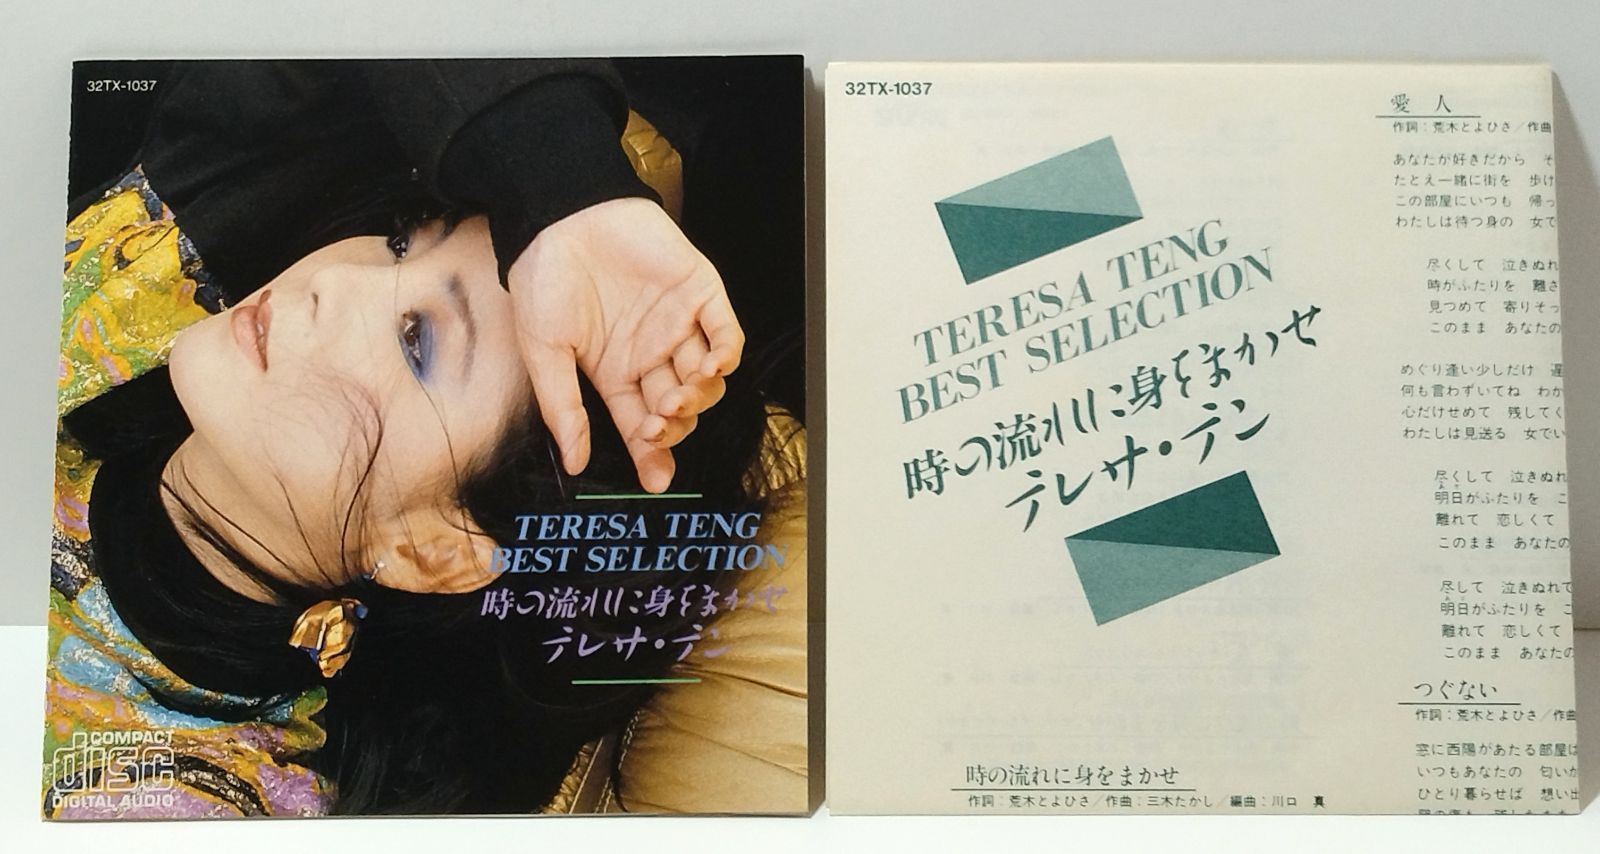 32TX-1037
TERESA TENG
BEST SELECTION
時の流れに身をまかせ
テレサ・テン
COMPACT
disc
DIGITAL AUDIO
32TX-1037
TERESA TENG
BEST SELECTION
時の流れに身をまかせ
テレサ・テン
時の流れに身をまかせ
作詞：荒木とよひさ／作曲：三木たかし／編曲：川口　真
愛　人
作詞：荒木とよひさ／作曲
あなたが好きだから　そ
たとえ一緒に街を　歩け
この部屋にいつも　帰っ
わたしは待つ身の　女で
尽くして　泣きぬれ
時がふたりを　離さ
見つめて　寄りそっ
このまま　あなたの
めぐり逢い少しだけ　遅
何も言わずいてね　わか
心だけせめて　残してく
わたしは見送る　女でい
尽くして　泣きぬれ
明日がふたりを　こ
離れて　恋しくて
このまま　あなたの
尽して　泣きぬれて
明日がふたりを　こ
離れて　恋しくて
このまま　あなたの
つぐない
作詞：荒木とよひさ／作曲
窓に西陽があたる部屋は
いつもあなたの　匂いが
ひとり暮らせば　想い出